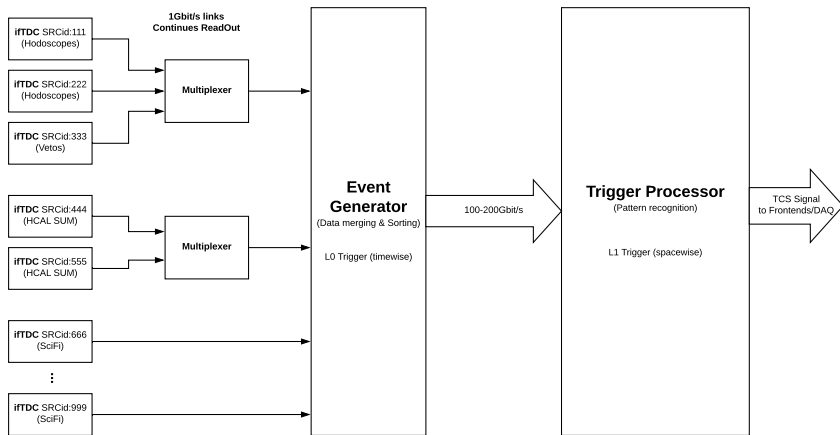 1Gbit/s links
Continues ReadOut
ifTDC SRCid:111
(Hodoscopes)
ifTDC SRCid:222
(Hodoscopes)
ifTDC SRCid:333
(Vetos)
Multiplexer
ifTDC SRCid:444
(HCAL SUM)
ifTDC SRCid:555
(HCAL SUM)
Multiplexer
ifTDC SRCid:666
(SciFi)
⋮
ifTDC SRCid:999
(SciFi)
Event
Generator
(Data merging & Sorting)
L0 Trigger (timewise)
100-200Gbit/s
Trigger Processor
(Pattern recognition)
L1 Trigger (spacewise)
TCS Signal
to Frontends/DAQ